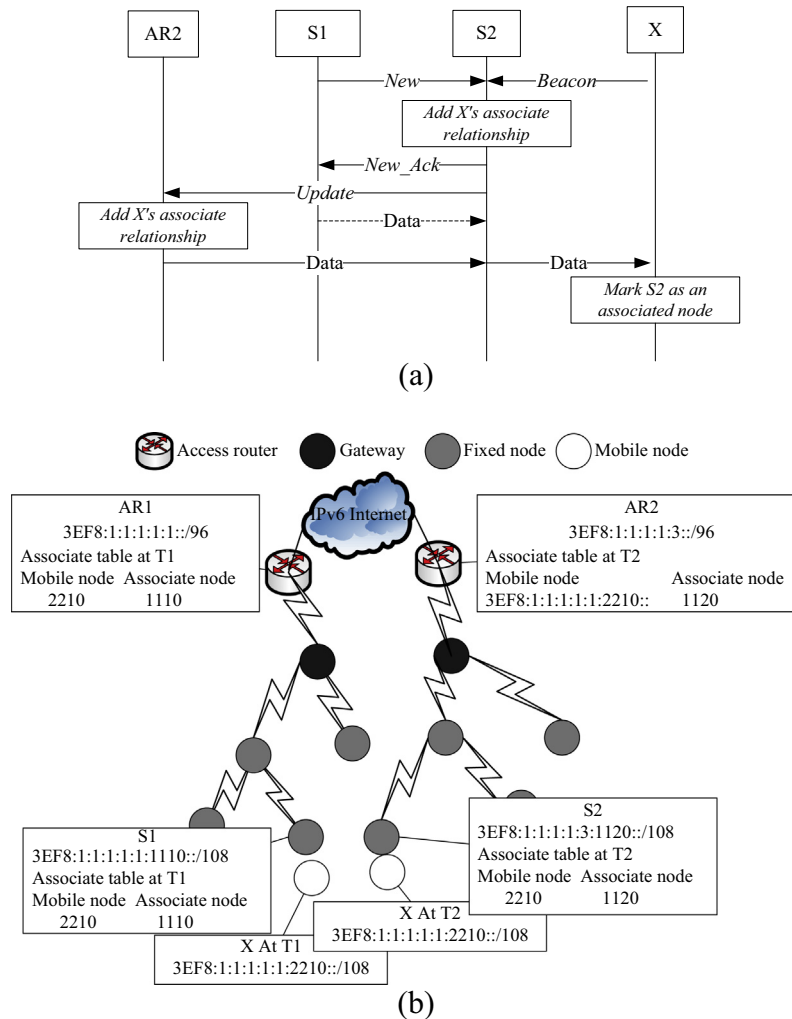 AR2 S1 S2 X
New Beacon
Add X's associate
relationship
New_Ack
Update
Add X's associate
relationship
Data
Data Data
Mark S2 as an
associated node
(a)
Access router Gateway Fixed node Mobile node
AR1
3EF8:1:1:1:1:1::/96
Associate table at T1
Mobile node Associate node
2210 1110
IPv6 Internet
AR2
3EF8:1:1:1:1:3::/96
Associate table at T2
Mobile node Associate node
3EF8:1:1:1:1:1:2210:: 1120
S1
3EF8:1:1:1:1:1:1110::/108
Associate table at T1
Mobile node Associate node
2210 1110
S2
3EF8:1:1:1:1:3:1120::/108
Associate table at T2
Mobile node Associate node
2210 1120
X At T1
3EF8:1:1:1:1:1:2210::/108
X At T2
3EF8:1:1:1:1:1:2210::/108
(b)